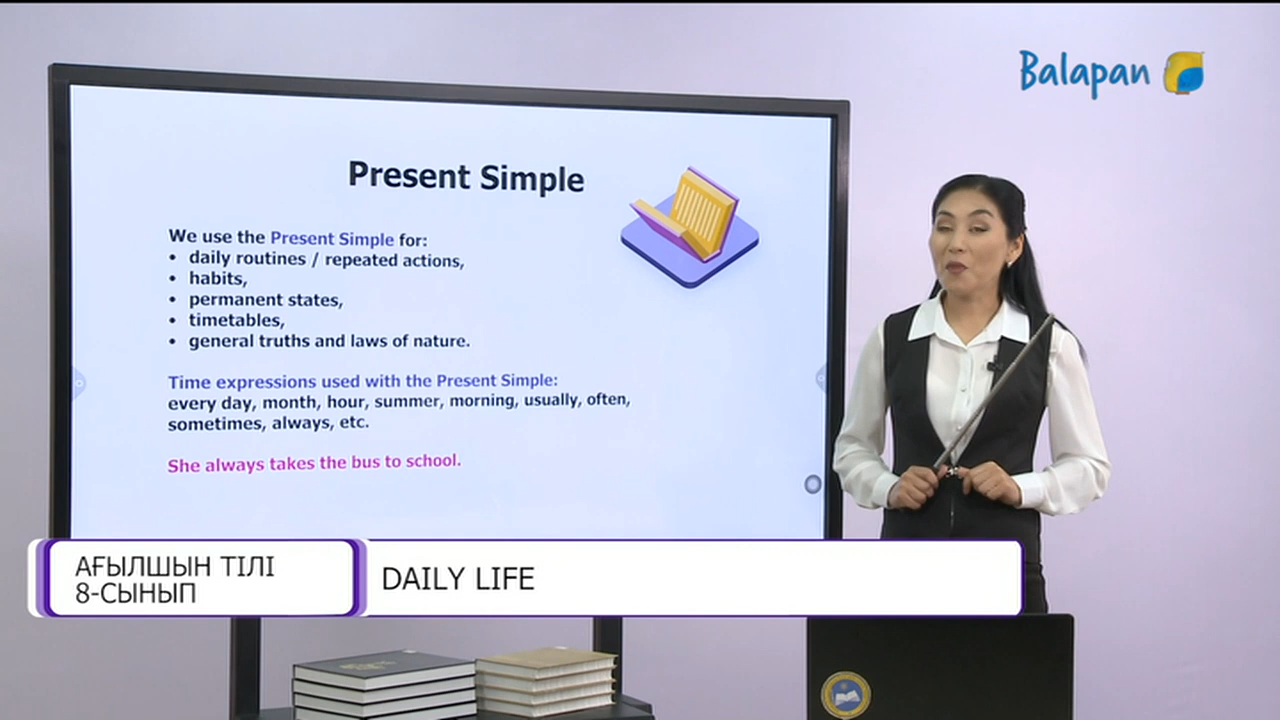 Balapan
Present Simple
We use the Present Simple for:
• daily routines / repeated actions,
• habits,
• permanent states,
• timetables,
• general truths and laws of nature.
Time expressions used with the Present Simple:
every day, month, hour, summer, morning, usually, often,
sometimes, always, etc.
She always takes the bus to school.
АҒЫЛШЫН ТІЛІ
8-СЫНЫП
DAILY LIFE